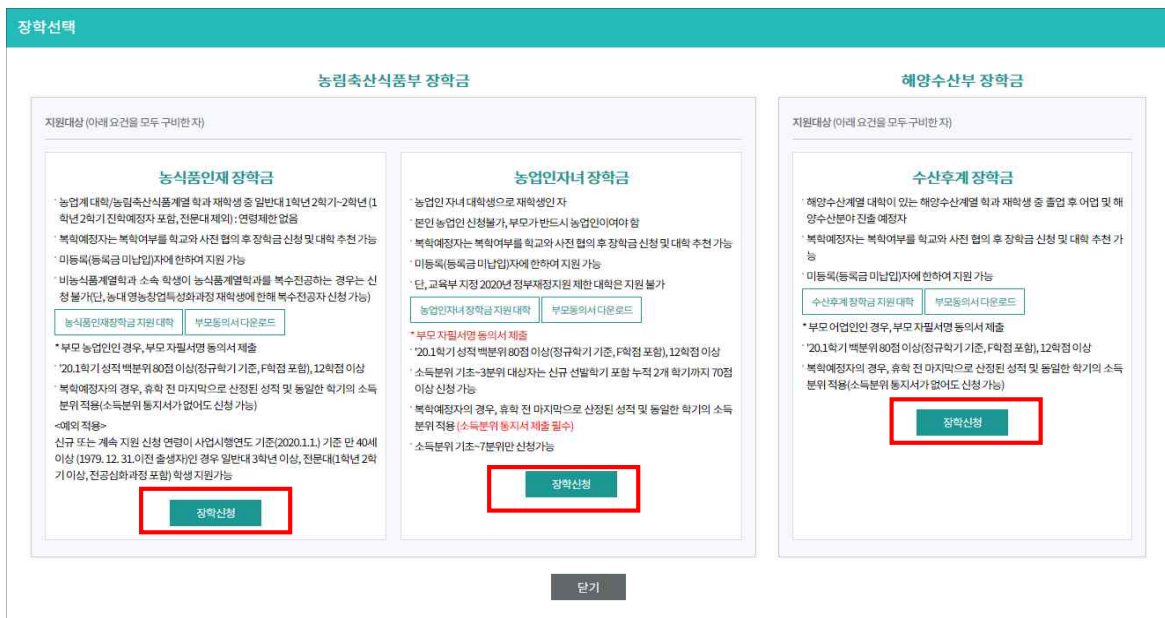 장학선택
농림축산식품부 장학금
지원대상 (아래 요건을 모두 구비한 자)
농식품인재 장학금
· 농업계 대학/농림축산식품계열 학과 재학생 중 일반대 1학년 2학기~2학년 (1
학년 2학기 진학예정자 포함, 전문대 제외) : 연령제한 없음
· 복학예정자는 복학여부를 학교와 사전 협의 후 장학금 신청 및 대학 추천 가능
· 미등록(등록금 미납입)자에 한하여 지원 가능
· 비농식품계열학과 소속 학생이 농식품계열학과를 복수전공하는 경우는 신
청 불가(단, 농대 영농창업특성화과정 재학생에 한해 복수전공자 신청 가능)
농식품인재장학금 지원 대학
부모동의서 다운로드
* 부모 농업인인 경우, 부모 자필서명 동의서 제출
· '20.1학기 성적 백분위 80점 이상(정규학기 기준, F학점 포함), 12학점 이상
· 복학예정자의 경우, 휴학 전 마지막으로 산정된 성적 및 동일한 학기의 소득
분위 적용(소득분위 통지서가 없어도 신청 가능)
<예외 적용>
신규 또는 계속 지원 신청 연령이 사업시행연도 기준(2020.1.1.) 기준 만 40세
이상 (1979. 12. 31.이전 출생자)인 경우 일반대 3학년 이상, 전문대(1학년 2학
기 이상, 전공심화과정 포함) 학생 지원가능
장학신청
농업인자녀 장학금
· 농업인 자녀 대학생으로 재학생인 자
· 본인 농업인 신청불가, 부모가 반드시 농업인이여야 함
· 복학예정자는 복학여부를 학교와 사전 협의 후 장학금 신청 및 대학 추천 가능
· 미등록(등록금 미납입)자에 한하여 지원 가능
· 단, 교육부 지정 2020년 정부재정지원 제한 대학은 지원 불가
농업인자녀 장학금 지원 대학
부모동의서 다운로드
* 부모 자필서명 동의서 제출
· '20.1학기 성적 백분위 80점 이상(정규학기 기준, F학점 포함), 12학점 이상
· 소득분위 기초~3분위 대상자는 신규 선발학기 포함 누적 2개 학기까지 70점
이상 신청 가능
· 복학예정자의 경우, 휴학 전 마지막으로 산정된 성적 및 동일한 학기의 소득
분위 적용 (소득분위 통지서 제출 필수)
· 소득분위 기초~7분위만 신청가능
장학신청
해양수산부 장학금
지원대상 (아래 요건을 모두 구비한 자)
수산후계 장학금
· 해양수산계열 대학이 있는 해양수산계열 학과 재학생 중 졸업 후 어업 및 해
양수산분야 진출 예정자
· 복학예정자는 복학여부를 학교와 사전 협의 후 장학금 신청 및 대학 추천 가
능
· 미등록(등록금 미납입)자에 한하여 지원 가능
수산후계 장학금 지원 대학
부모동의서 다운로드
* 부모 어업인인 경우, 부모 자필서명 동의서 제출
· '20.1학기 성적 백분위 80점 이상(정규학기 기준, F학점 포함), 12학점 이상
· 복학예정자의 경우, 휴학 전 마지막으로 산정된 성적 및 동일한 학기의 소득
분위 적용(소득분위 통지서가 없어도 신청 가능)
장학신청
닫기